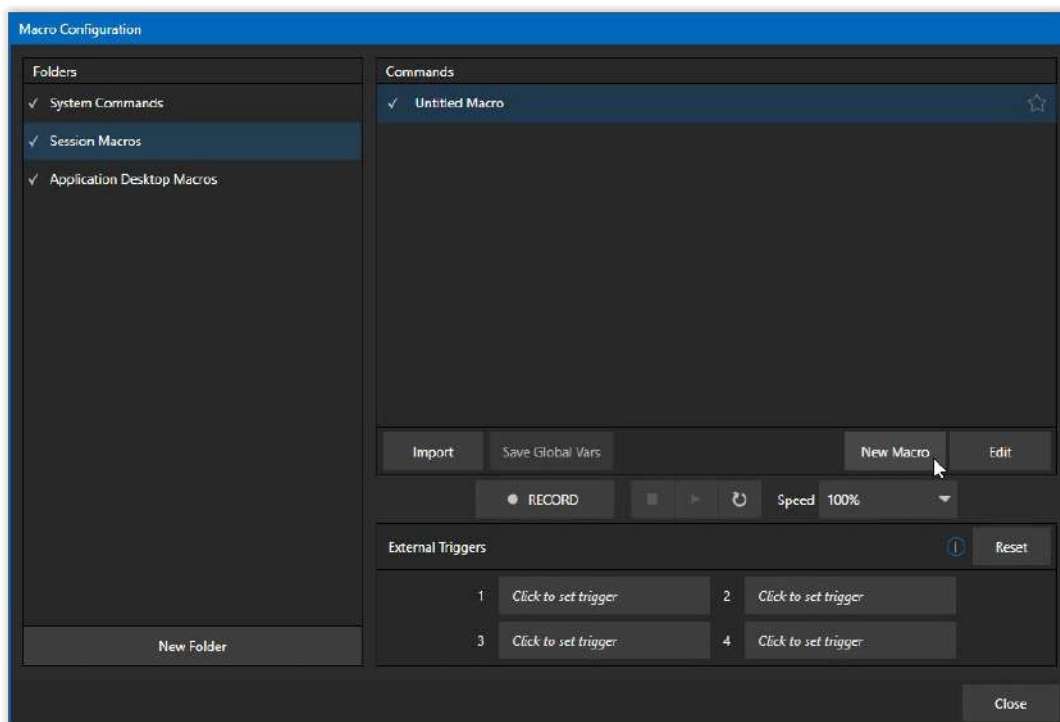 Macro Configuration
Folders
✓ System Commands
✓ Session Macros
✓ Application Desktop Macros
New Folder
Commands
✓ Untitled Macro
Import Save Global Vars New Macro Edit
RECORD Speed 100%
External Triggers Reset
1 Click to set trigger 2 Click to set trigger
3 Click to set trigger 4 Click to set trigger
Close